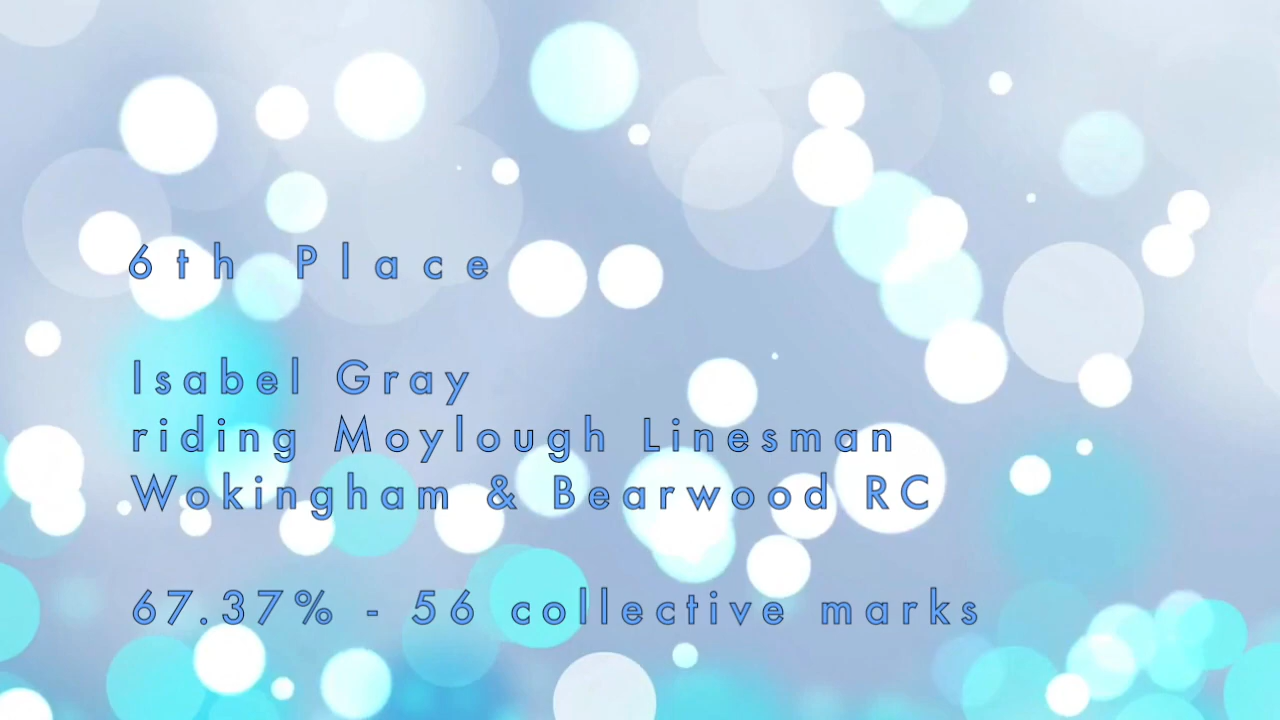 6th Place
Isabel Gray
riding Moylough Linesman
Wokingham & Bearwood RC
67.37% - 56 collective marks